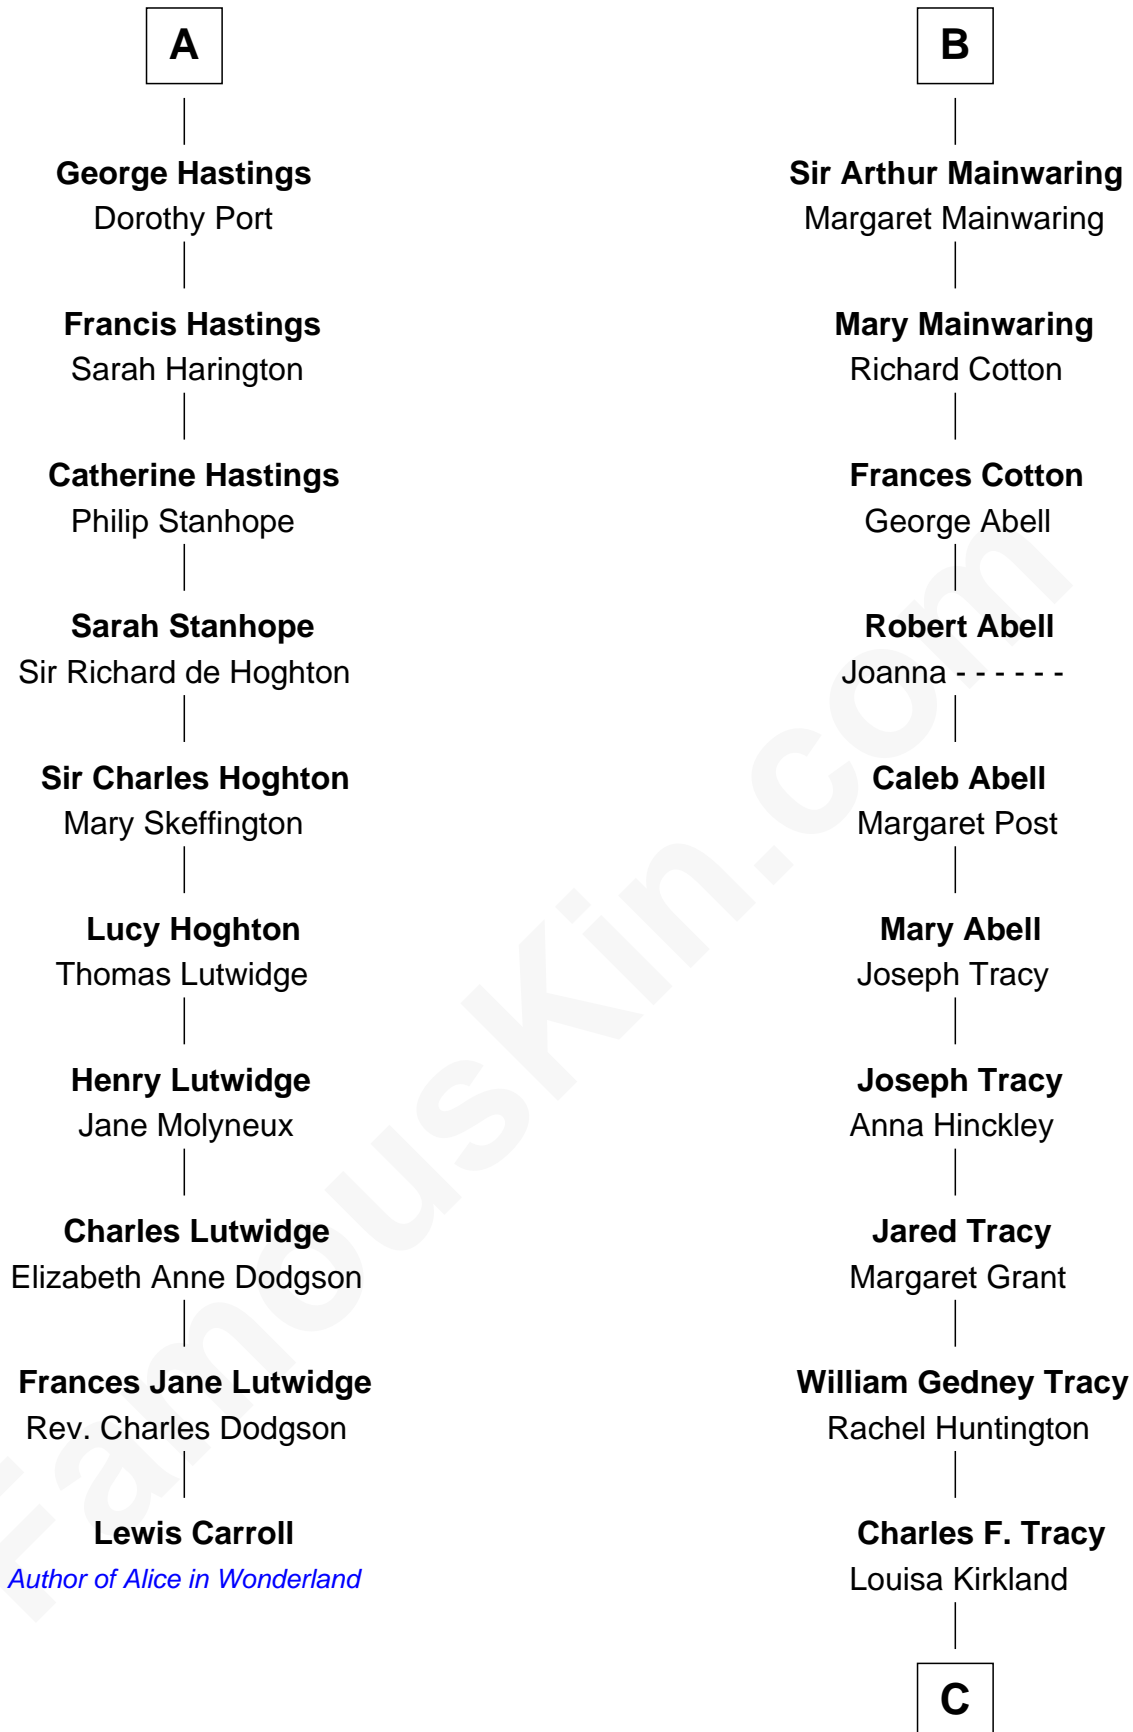 A
George Hastings
Dorothy Port
Francis Hastings
Sarah Harington
Catherine Hastings
Philip Stanhope
Sarah Stanhope
Sir Richard de Hoghton
Sir Charles Hoghton
Mary Skeffington
Lucy Hoghton
Thomas Lutwidge
Henry Lutwidge
Jane Molyneux
Charles Lutwidge
Elizabeth Anne Dodgson
Frances Jane Lutwidge
Rev. Charles Dodgson
Lewis Carroll
Author of Alice in Wonderland
B
Sir Arthur Mainwaring
Margaret Mainwaring
Mary Mainwaring
Richard Cotton
Frances Cotton
George Abell
Robert Abell
Joanna - - - - - -
Caleb Abell
Margaret Post
Mary Abell
Joseph Tracy
Joseph Tracy
Anna Hinckley
Jared Tracy
Margaret Grant
William Gedney Tracy
Rachel Huntington
Charles F. Tracy
Louisa Kirkland
C
FamousKin.com